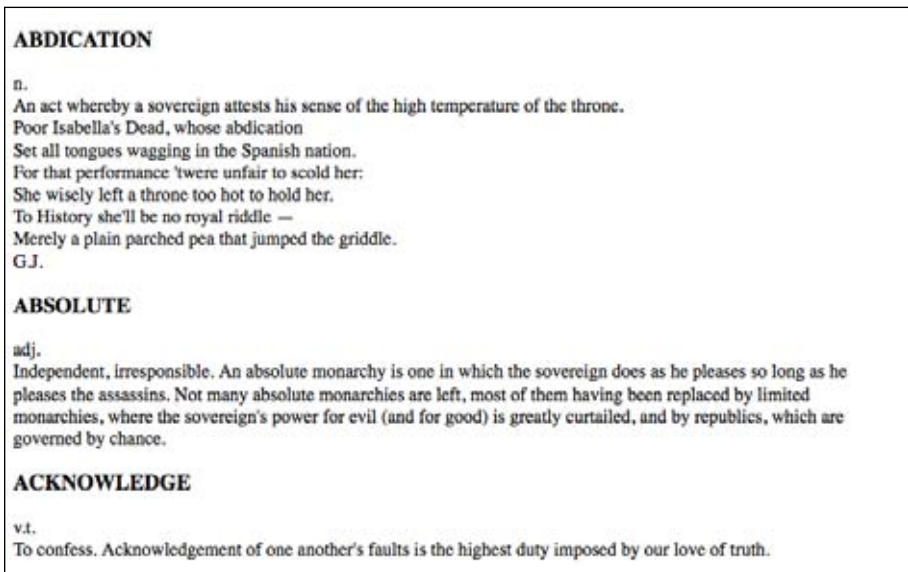 ABDICATION
n.
An act whereby a sovereign attests his sense of the high temperature of the throne.
Poor Isabella's Dead, whose abdication
Set all tongues wagging in the Spanish nation.
For that performance 'twere unfair to scold her:
She wisely left a throne too hot to hold her.
To History she'll be no royal riddle —
Merely a plain parched pea that jumped the griddle.
G.J.
ABSOLUTE
adj.
Independent, irresponsible. An absolute monarchy is one in which the sovereign does as he pleases so long as he
pleases the assassins. Not many absolute monarchies are left, most of them having been replaced by limited
monarchies, where the sovereign's power for evil (and for good) is greatly curtailed, and by republics, which are
governed by chance.
ACKNOWLEDGE
v.t.
To confess. Acknowledgement of one another's faults is the highest duty imposed by our love of truth.